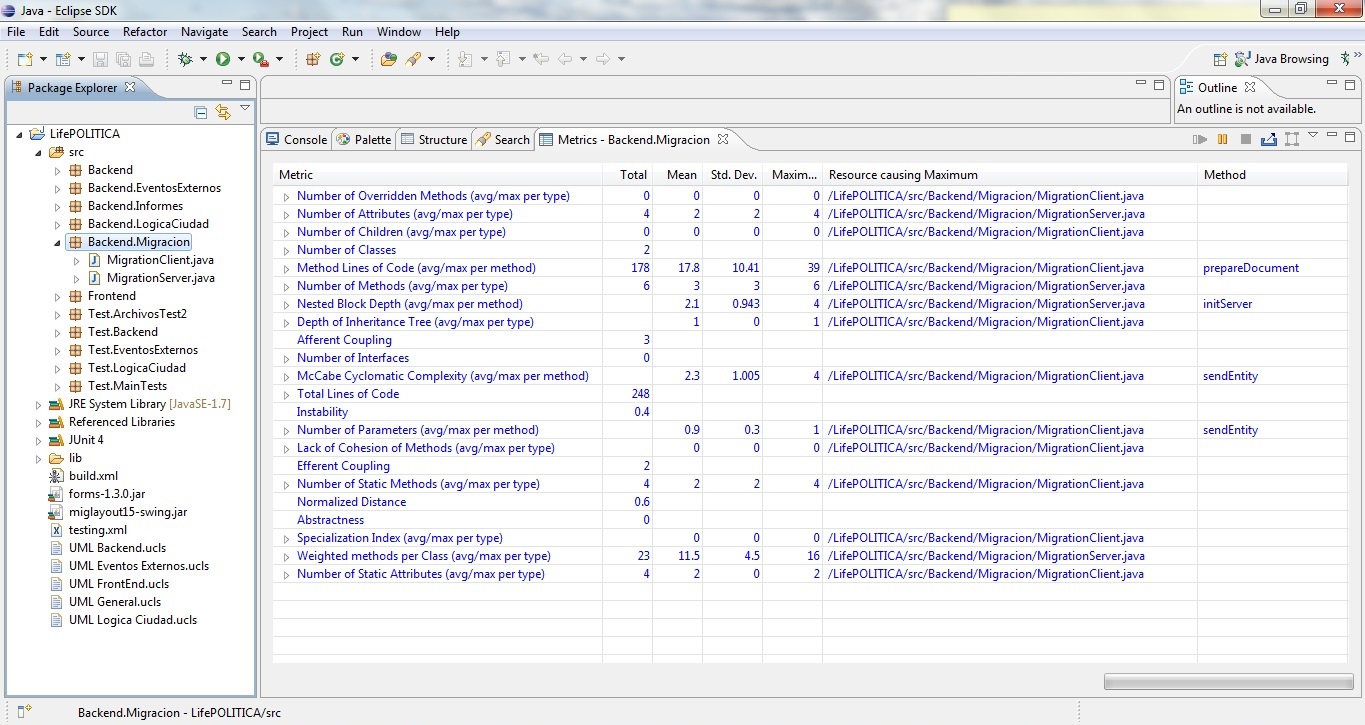 Java - Eclipse SDK
File Edit Source Refactor Navigate Search Project Run Window Help
Java Browsing
Package Explorer
LifePOLITICA
src
Backend
Backend.EventosExternos
Backend.Informes
Backend.LogicaCiudad
Backend.Migracion
MigrationClient.java
MigrationServer.java
Frontend
Test.ArchivosTest2
Test.Backend
Test.EventosExternos
Test.LogicaCiudad
Test.MainTests
JRE System Library [JavaSE-1.7]
Referenced Libraries
JUnit 4
lib
build.xml
forms-1.3.0.jar
miglayout15-swing.jar
testing.xml
UML Backend.ucls
UML Eventos Externos.ucls
UML FrontEnd.ucls
UML General.ucls
UML Logica Ciudad.ucls
Outline
An outline is not available.
Console Palette Structure Search Metrics - Backend.Migracion
Metric Total Mean Std. Dev. Maxim... Resource causing Maximum Method
Number of Overridden Methods (avg/max per type) 0 0 0 0 /LifePOLITICA/src/Backend/Migracion/MigrationClient.java
Number of Attributes (avg/max per type) 4 2 2 4 /LifePOLITICA/src/Backend/Migracion/MigrationServer.java
Number of Children (avg/max per type) 0 0 0 0 /LifePOLITICA/src/Backend/Migracion/MigrationClient.java
Number of Classes 2
Method Lines of Code (avg/max per method) 178 17.8 10.41 39 /LifePOLITICA/src/Backend/Migracion/MigrationClient.java prepareDocument
Number of Methods (avg/max per type) 6 3 3 6 /LifePOLITICA/src/Backend/Migracion/MigrationServer.java
Nested Block Depth (avg/max per method) 2.1 0.943 4 /LifePOLITICA/src/Backend/Migracion/MigrationServer.java initServer
Depth of Inheritance Tree (avg/max per type) 1 0 1 /LifePOLITICA/src/Backend/Migracion/MigrationClient.java
Afferent Coupling 3
Number of Interfaces 0
McCabe Cyclomatic Complexity (avg/max per method) 2.3 1.005 4 /LifePOLITICA/src/Backend/Migracion/MigrationClient.java sendEntity
Total Lines of Code 248
Instability 0.4
Number of Parameters (avg/max per method) 0.9 0.3 1 /LifePOLITICA/src/Backend/Migracion/MigrationClient.java sendEntity
Lack of Cohesion of Methods (avg/max per type) 0 0 0 /LifePOLITICA/src/Backend/Migracion/MigrationClient.java
Efferent Coupling 2
Number of Static Methods (avg/max per type) 4 2 2 4 /LifePOLITICA/src/Backend/Migracion/MigrationClient.java
Normalized Distance 0.6
Abstractness 0
Specialization Index (avg/max per type) 0 0 0 /LifePOLITICA/src/Backend/Migracion/MigrationClient.java
Weighted methods per Class (avg/max per type) 23 11.5 4.5 16 /LifePOLITICA/src/Backend/Migracion/MigrationServer.java
Number of Static Attributes (avg/max per type) 4 2 0 2 /LifePOLITICA/src/Backend/Migracion/MigrationClient.java
Backend.Migracion - LifePOLITICA/src